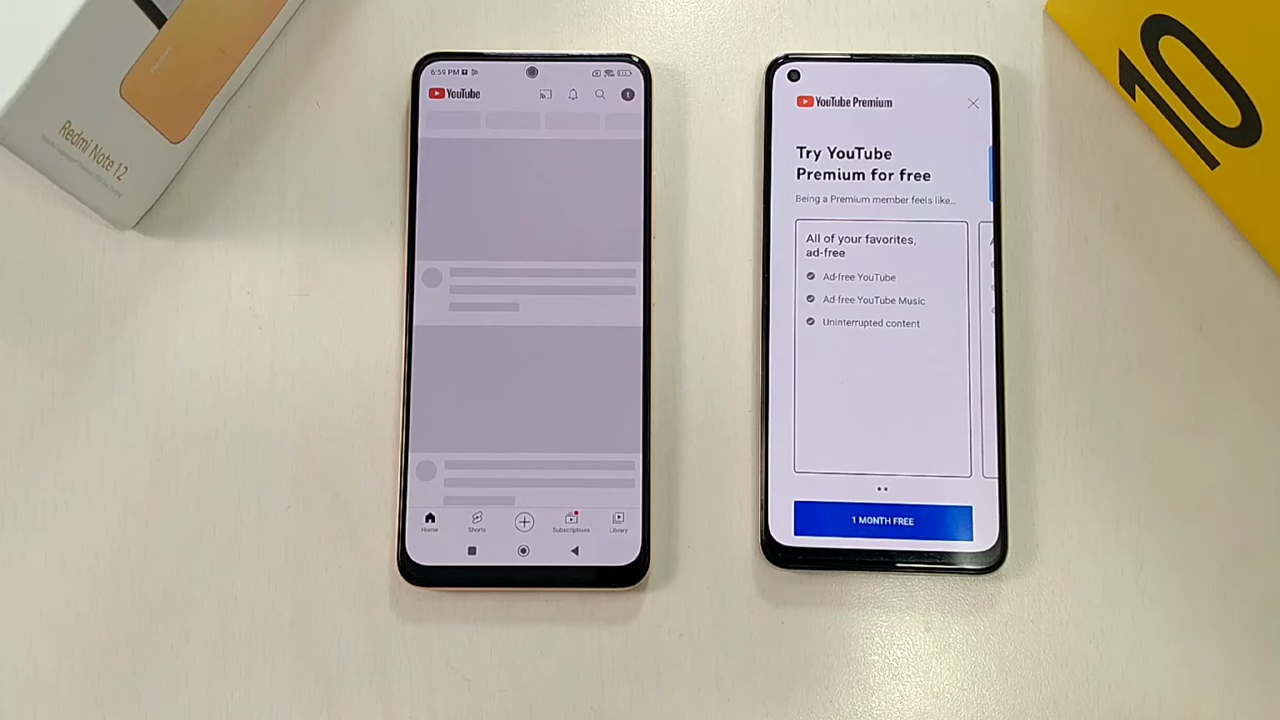 Redmi Note 12
6:59 PM
YouTube
Home
Shorts
Subscriptions
Library
YouTube Premium
Try YouTube
Premium for free
Being a Premium member feels like...
All of your favorites,
ad-free
Ad-free YouTube
Ad-free YouTube Music
Uninterrupted content
1 MONTH FREE
10